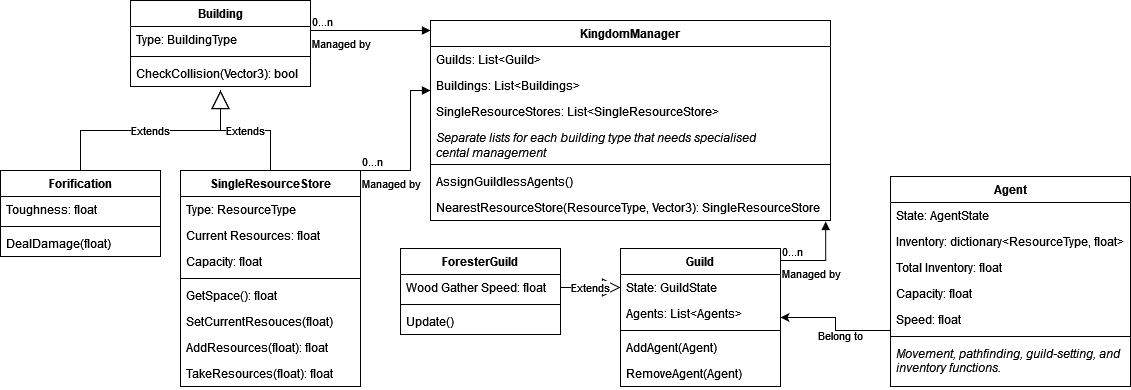 Building
Type: BuildingType
CheckCollision(Vector3): bool
0...n
Managed by
KingdomManager
Guilds: List<Guild>
Buildings: List<Buildings>
SingleResourceStores: List<SingleResourceStore>
Separate lists for each building type that needs specialised
cental management
AssignGuildlessAgents()
NearestResourceStore(ResourceType, Vector3): SingleResourceStore
Extends
Extends
0...n
Managed by
Forification
Toughness: float
DealDamage(float)
SingleResourceStore
Type: ResourceType
Current Resources: float
Capacity: float
GetSpace(): float
SetCurrentResouces(float)
AddResources(float): float
TakeResources(float): float
ForesterGuild
Wood Gather Speed: float
Update()
Extends
Guild
State: GuildState
Agents: List<Agents>
AddAgent(Agent)
RemoveAgent(Agent)
0...n
Managed by
Belong to
Agent
State: AgentState
Inventory: dictionary<ResourceType, float>
Total Inventory: float
Capacity: float
Speed: float
Movement, pathfinding, guild-setting, and
inventory functions.